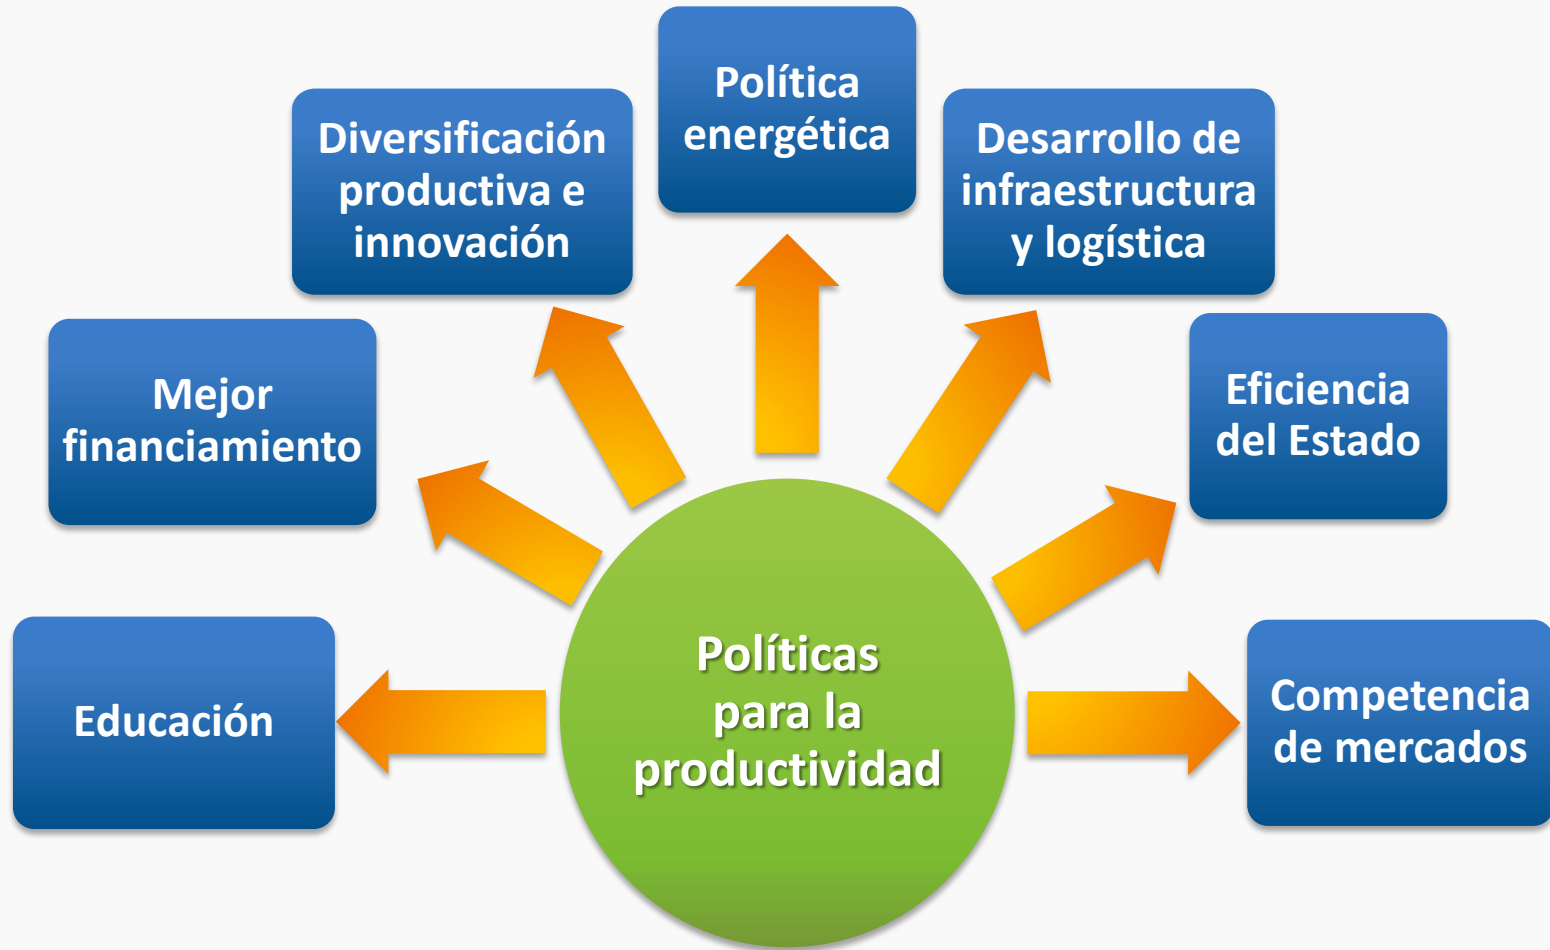 Política
energética
Diversificación
productiva e
innovación
Desarrollo de
infraestructura
y logística
Mejor
financiamiento
Eficiencia
del Estado
Educación
Políticas
para la
productividad
Competencia
de mercados